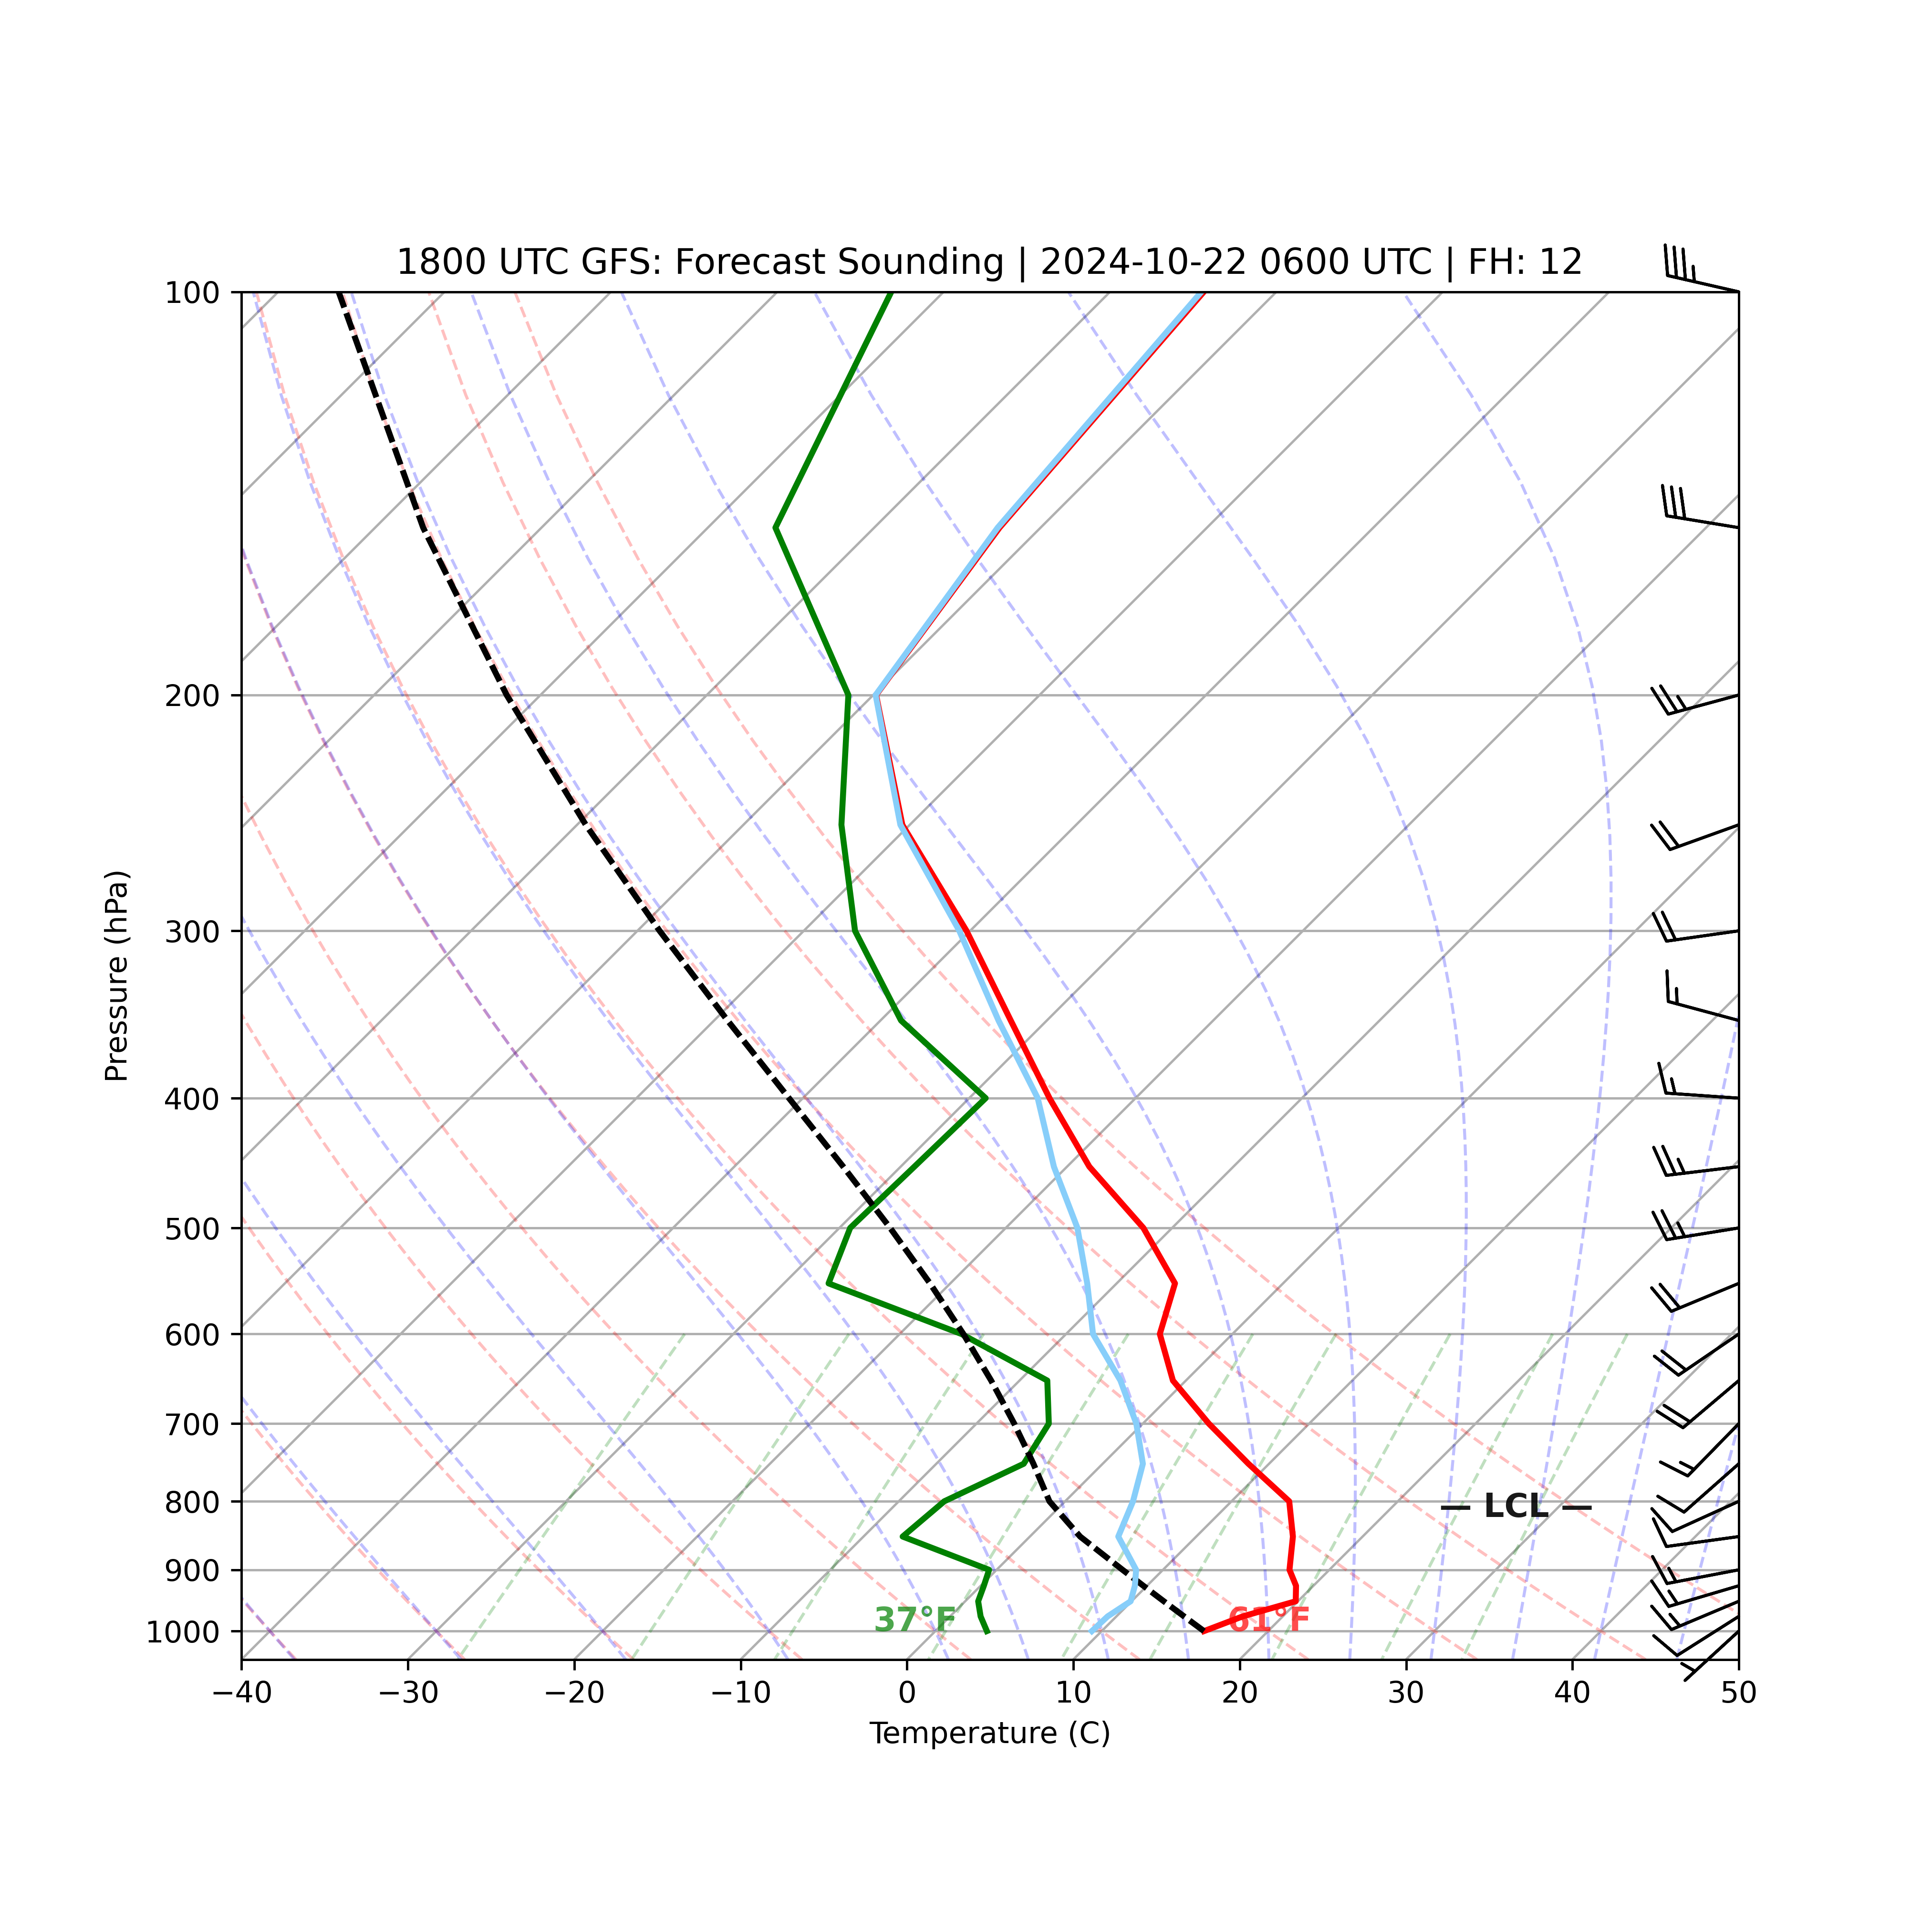 1800 UTC GFS: Forecast Sounding | 2024-10-22 0600 UTC | FH: 12
100
200
300
400
500
600
700
800
900
1000
Pressure (hPa)
— LCL —
37°F
61°F
−40 −30 −20 −10 0 10 20 30 40 50
Temperature (C)